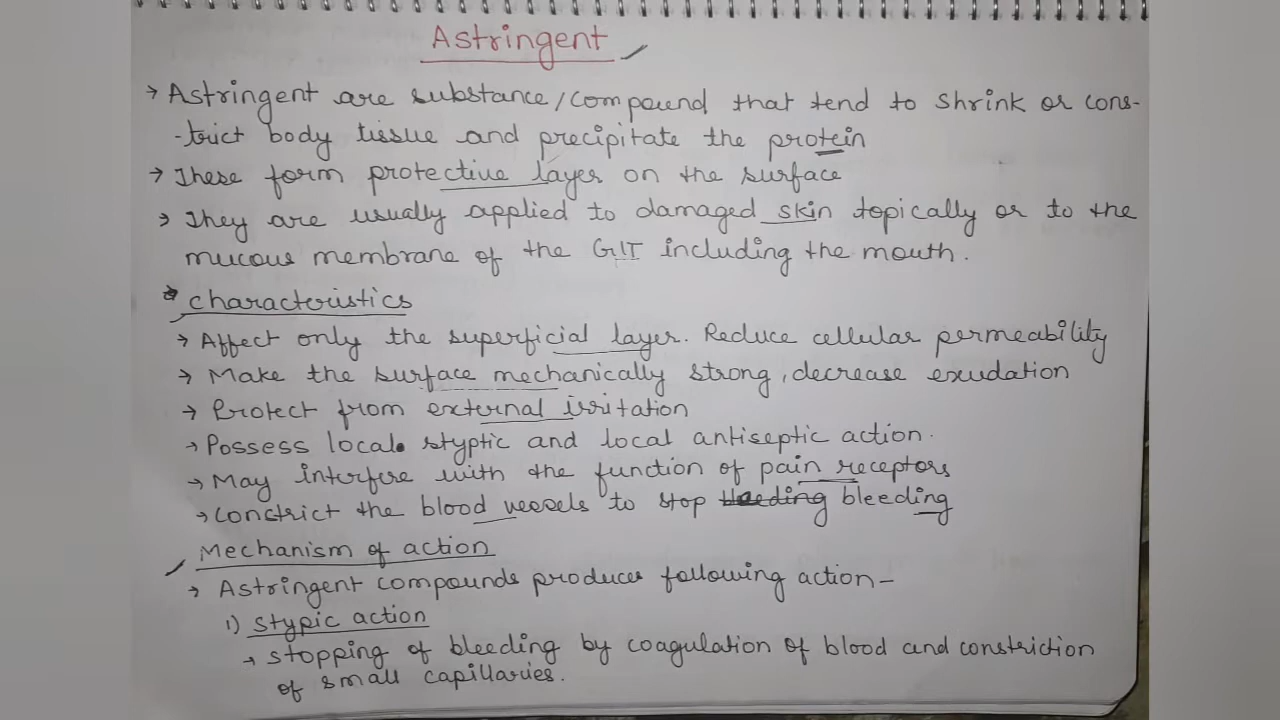 Astringent
→ Astringent are substance/compound that tend to shrink or cons-
-trict body tissue and precipitate the protein
→ These form protective layer on the surface
→ They are usually applied to damaged skin topically or to the
mucous membrane of the GIT including the mouth.
* characteristics
→ Affect only the superficial layer. Reduce cellular permeability
→ Make the surface mechanically strong, decrease exudation
→ Protect from external irritation
→ Possess local styptic and local antiseptic action.
→ May interfere with the function of pain receptors
→ Constrict the blood vessels to stop bleeding bleeding
Mechanism of action
→ Astringent compounds produces following action –
1) stypic action
→ stopping of bleeding by coagulation of blood and constriction
of small capillaries.